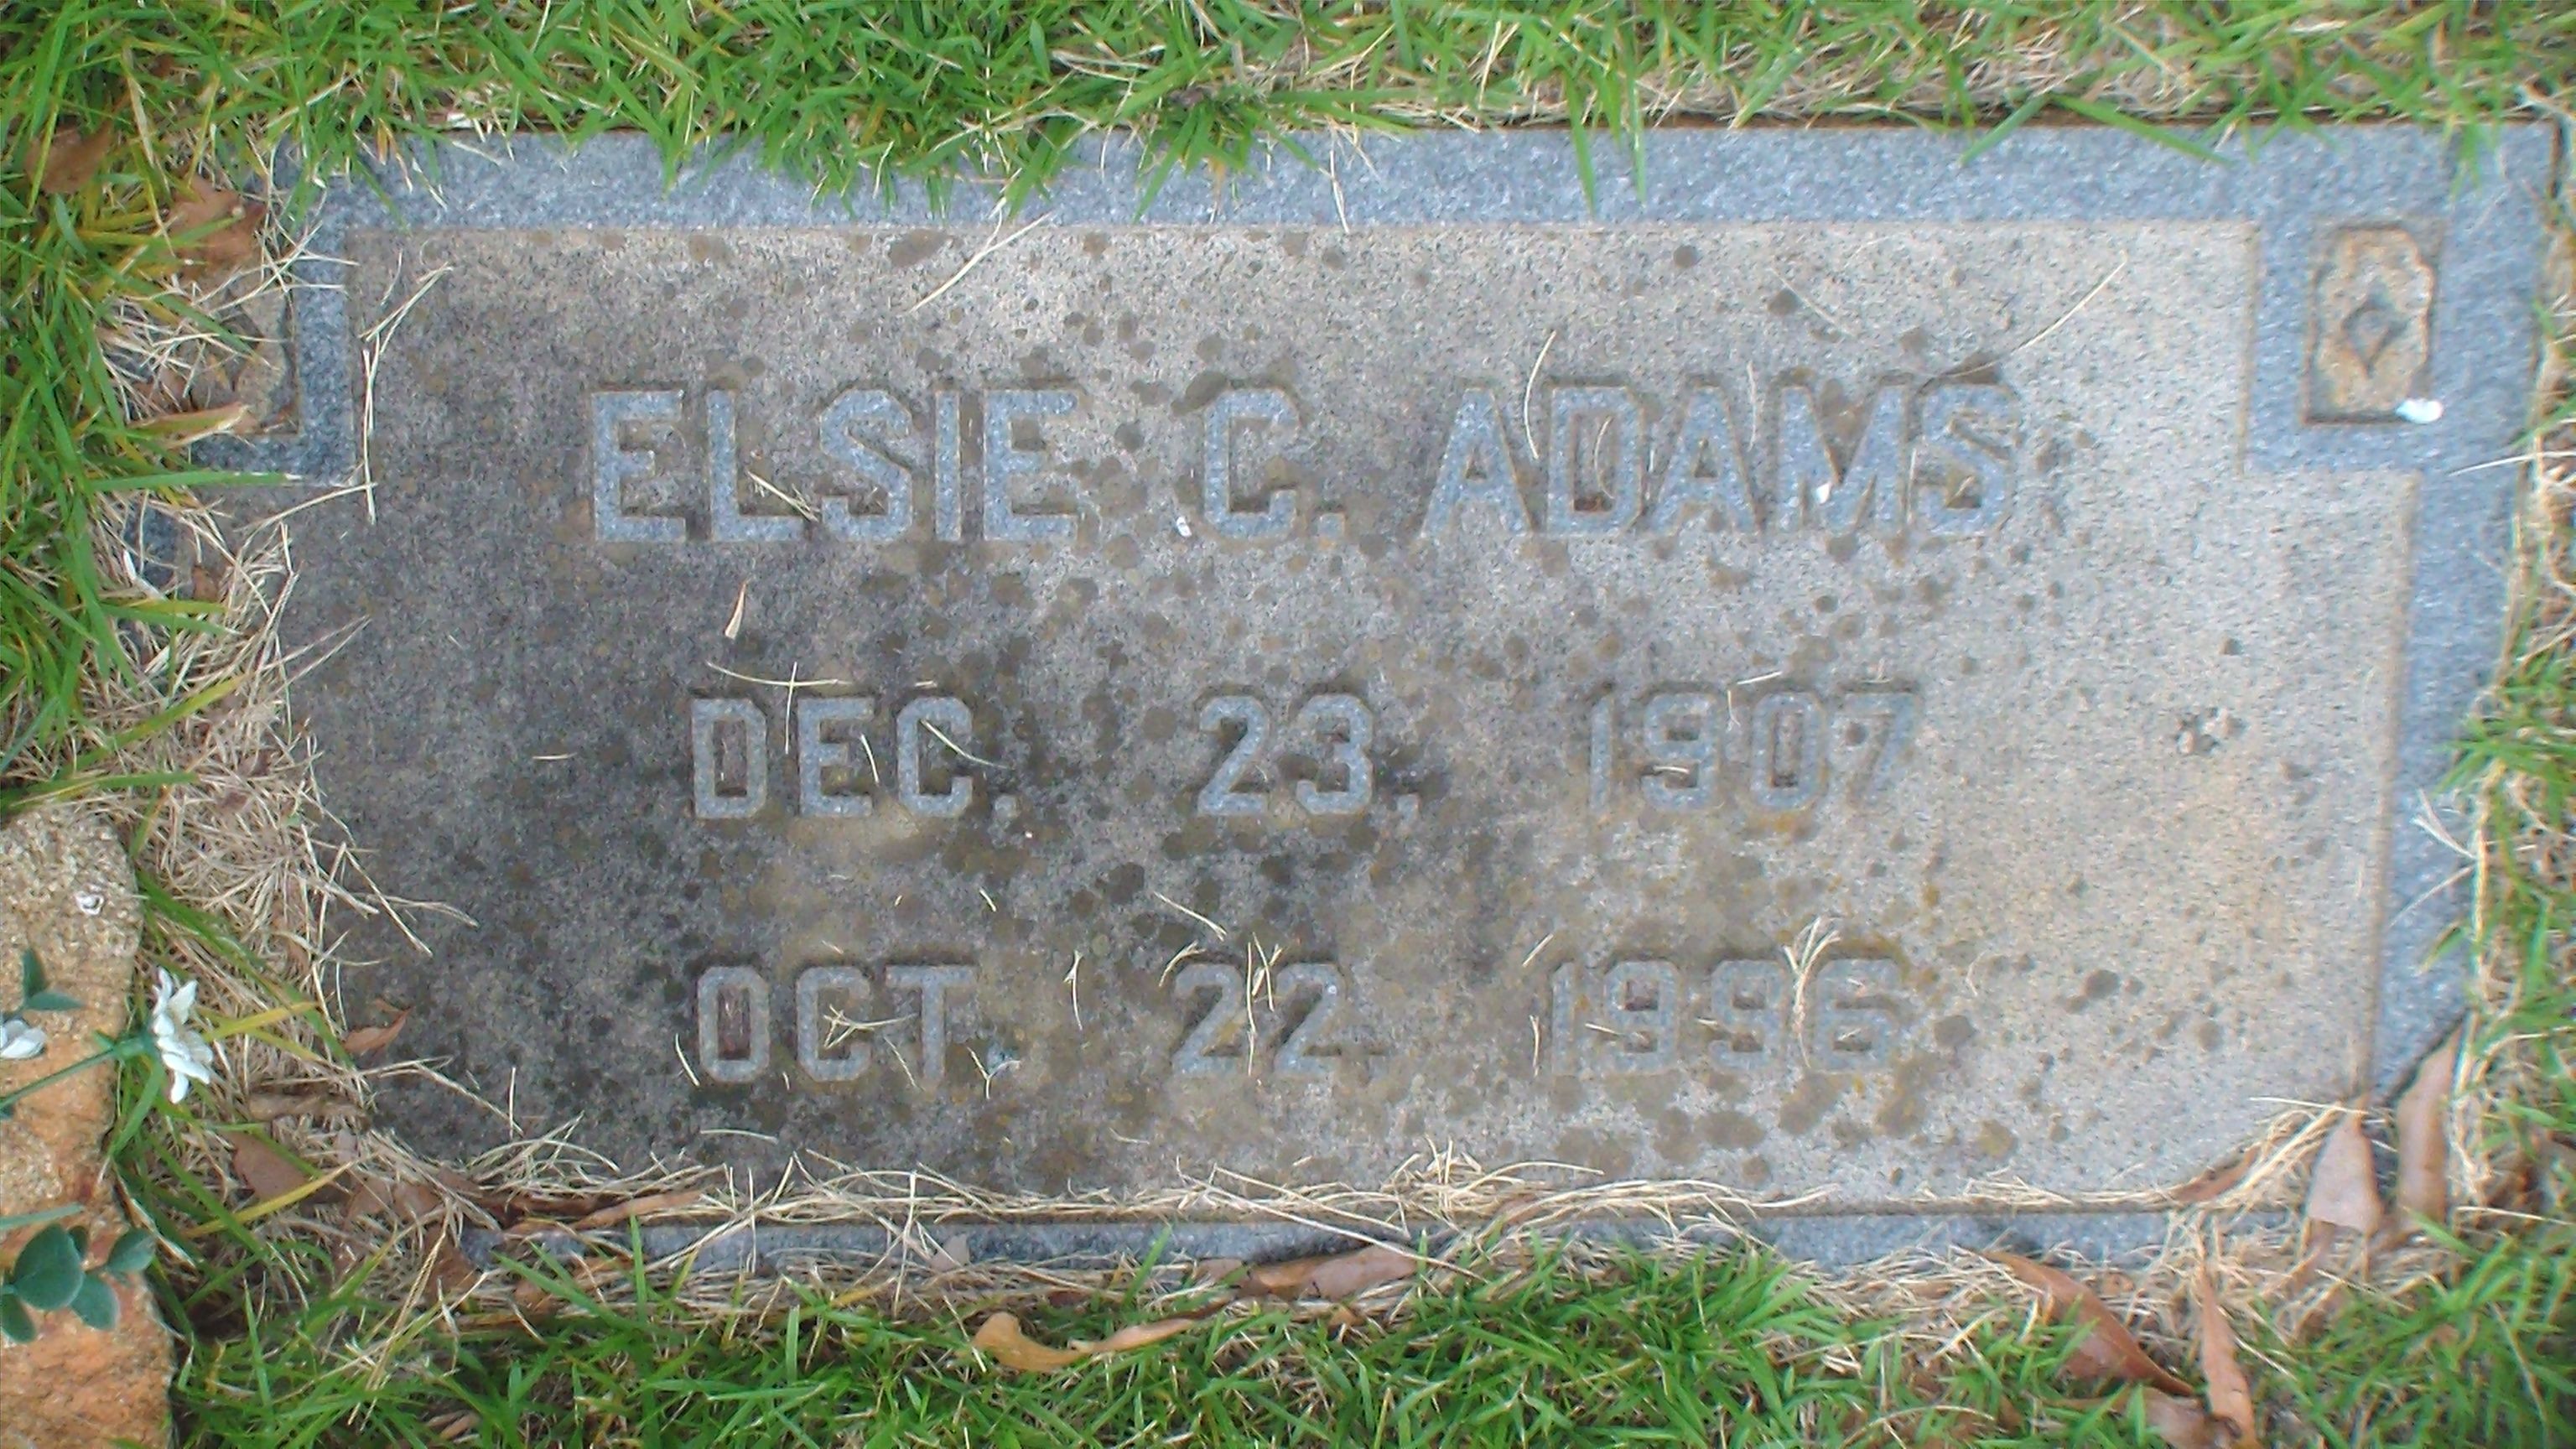 ELSIE C. ADAMS
DEC. 23, 1907
OCT. 22, 1996